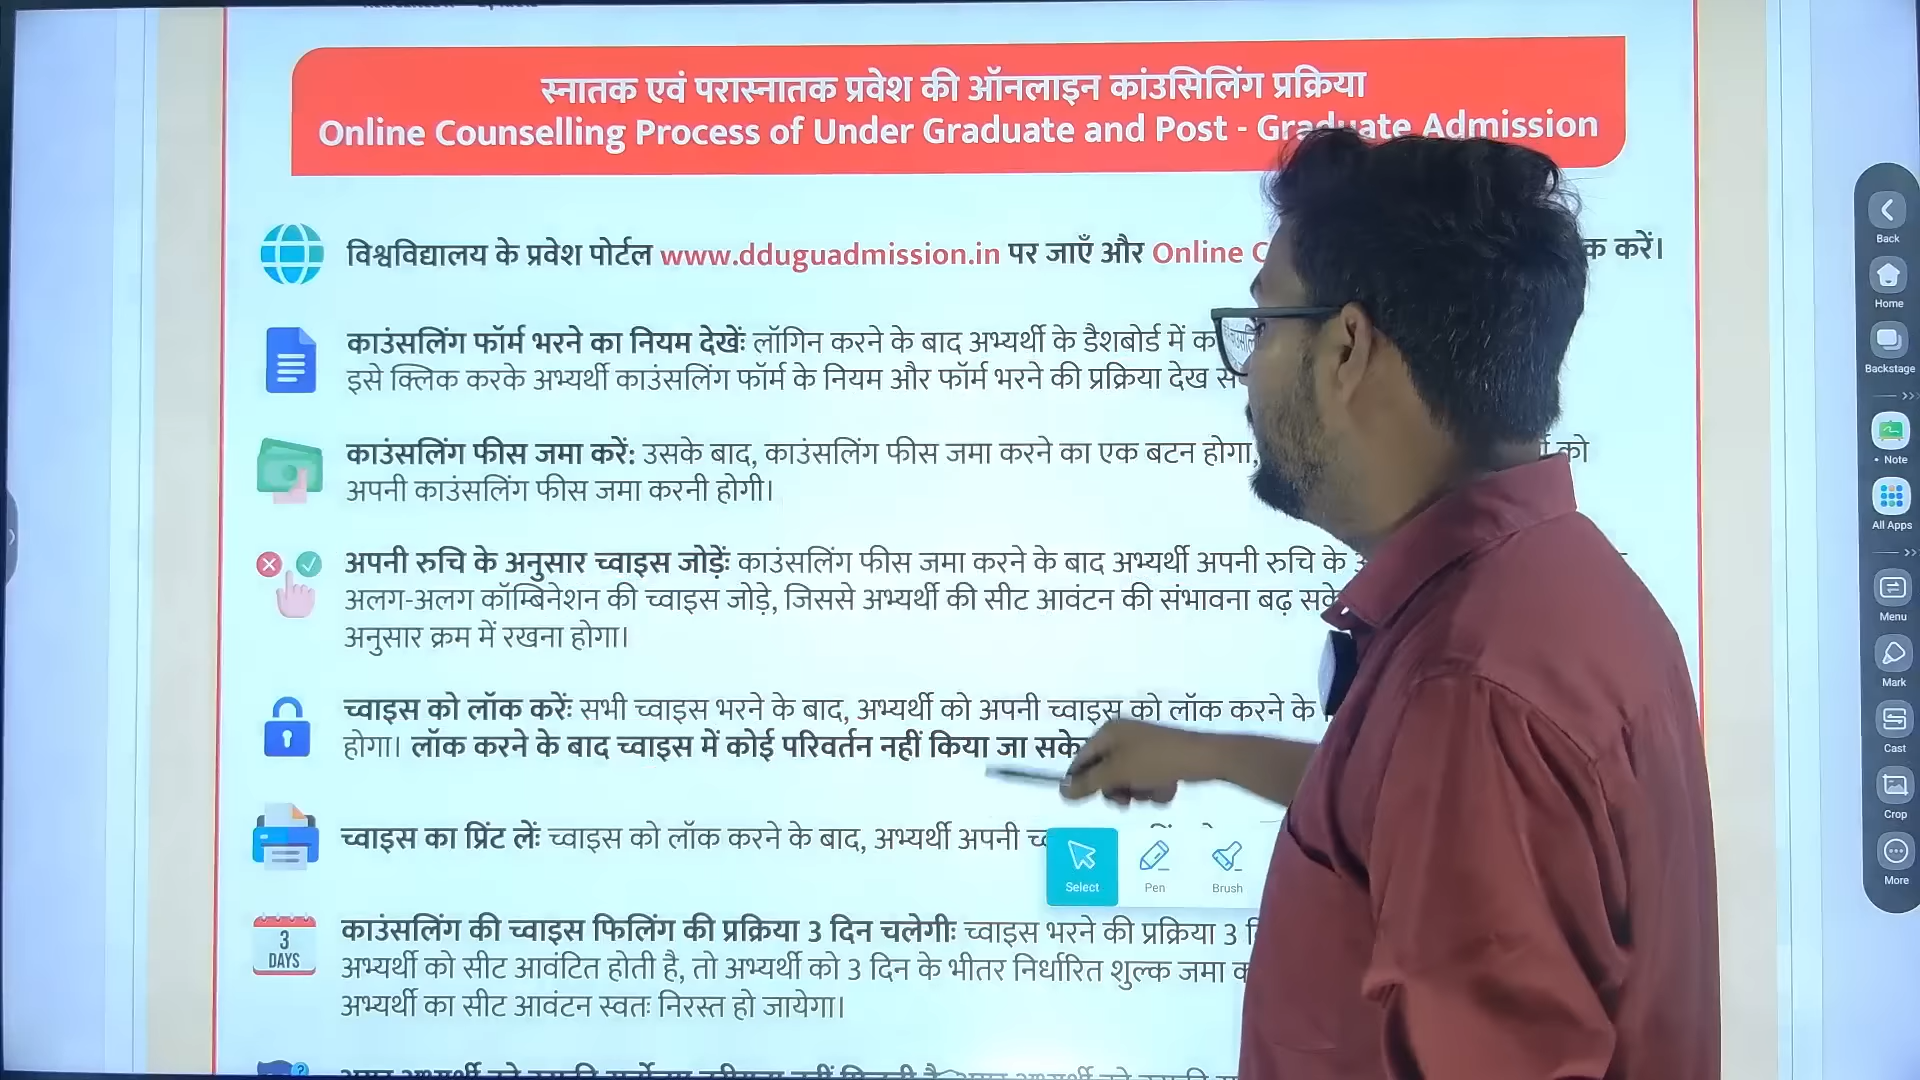 स्नातक एवं परास्नातक प्रवेश की ऑनलाइन कांउसिलिंग प्रक्रिया
Online Counselling Process of Under Graduate and Post - Graduate Admission
विश्वविद्यालय के प्रवेश पोर्टल www.dduguadmission.in पर जाएँ और Online करें।
काउंसलिंग फॉर्म भरने का नियम देखेंः लॉगिन करने के बाद अभ्यर्थी के डैशबोर्ड में
इसे क्लिक करके अभ्यर्थी काउंसलिंग फॉर्म के नियम और फॉर्म भरने की प्रक्रिया देख
काउंसलिंग फीस जमा करें: उसके बाद, काउंसलिंग फीस जमा करने का एक बटन होगा, को
अपनी काउंसलिंग फीस जमा करनी होगी।
अपनी रुचि के अनुसार च्वाइस जोड़ेंः काउंसलिंग फीस जमा करने के बाद अभ्यर्थी अपनी रुचि के
अलग-अलग कॉम्बिनेशन की च्वाइस जोड़े, जिससे अभ्यर्थी की सीट आवंटन की संभावना बढ़ सके
अनुसार क्रम में रखना होगा।
च्वाइस को लॉक करेंः सभी च्वाइस भरने के बाद, अभ्यर्थी को अपनी च्वाइस को लॉक करने के
होगा। लॉक करने के बाद च्वाइस में कोई परिवर्तन नहीं किया जा
च्वाइस का प्रिंट लेंः च्वाइस को लॉक करने के बाद, अभ्यर्थी अपनी
3
DAYS
काउंसलिंग की च्वाइस फिलिंग की प्रक्रिया 3 दिन चलेगीः च्वाइस भरने की प्रक्रिया 3
अभ्यर्थी को सीट आवंटित होती है, तो अभ्यर्थी को 3 दिन के भीतर निर्धारित शुल्क जमा
अभ्यर्थी का सीट आवंटन स्वतः निरस्त हो जायेगा।
Select
Pen
Brush
Back
Home
Backstage
• Note
All Apps
Menu
Mark
Cast
Crop
More